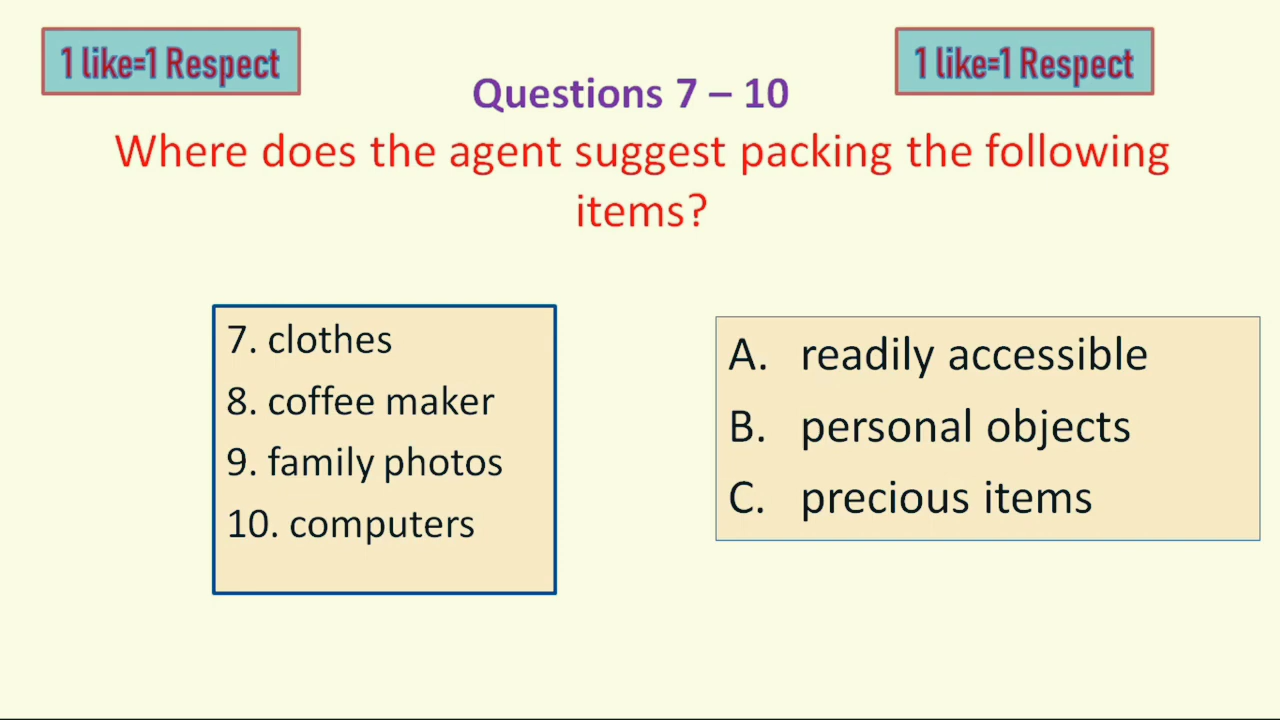 1 like=1 Respect
1 like=1 Respect
Questions 7 – 10
Where does the agent suggest packing the following
items?
7. clothes
8. coffee maker
9. family photos
10. computers
A. readily accessible
B. personal objects
C. precious items